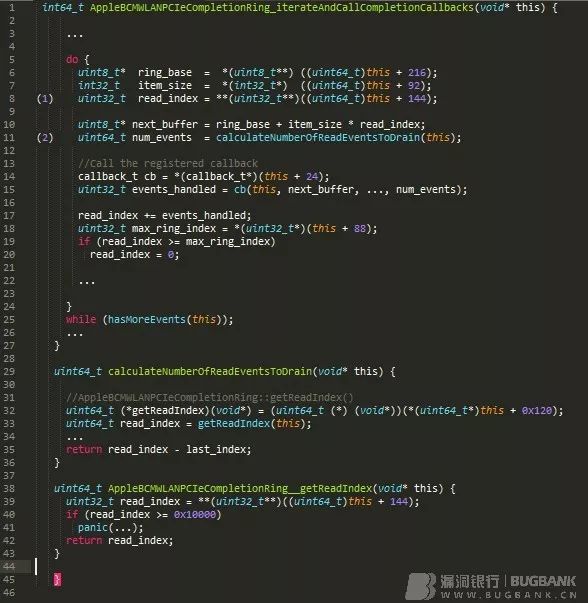 1 int64_t AppleBCMWLANPCIeCompletionRing_iterateAndCallCompletionCallbacks(void* this) {
2
3 ...
4
5 do {
6 uint8_t* ring_base = *(uint8_t**) ((uint64_t)this + 216);
7 int32_t item_size = *(int32_t*) ((uint64_t)this + 92);
8 (1) uint32_t read_index = **(uint32_t**)((uint64_t)this + 144);
9
10 uint8_t* next_buffer = ring_base + item_size * read_index;
11 (2) uint64_t num_events = calculateNumberOfReadEventsToDrain(this);
12
13 //Call the registered callback
14 callback_t cb = *(callback_t*)(this + 24);
15 uint32_t events_handled = cb(this, next_buffer, ..., num_events);
16
17 read_index += events_handled;
18 uint32_t max_ring_index = *(uint32_t*)(this + 88);
19 if (read_index >= max_ring_index)
20 read_index = 0;
21
22 ...
23
24 }
25 while (hasMoreEvents(this));
26 ...
27 }
28
29 uint64_t calculateNumberOfReadEventsToDrain(void* this) {
30
31 //AppleBCMWLANPCIeCompletionRing::getReadIndex()
32 uint64_t (*getReadIndex)(void*) = (uint64_t (*) (void*))(*(uint64_t*)this + 0x120);
33 uint64_t read_index = getReadIndex(this);
34 ...
35 return read_index - last_index;
36 }
37
38 uint64_t AppleBCMWLANPCIeCompletionRing__getReadIndex(void* this) {
39 uint32_t read_index = **(uint32_t**)((uint64_t)this + 144);
40 if (read_index >= 0x10000)
41 panic(...);
42 return read_index;
43 }
44
45 }
46
漏洞银行 | BUGBANK
WWW.BUGBANK.CN